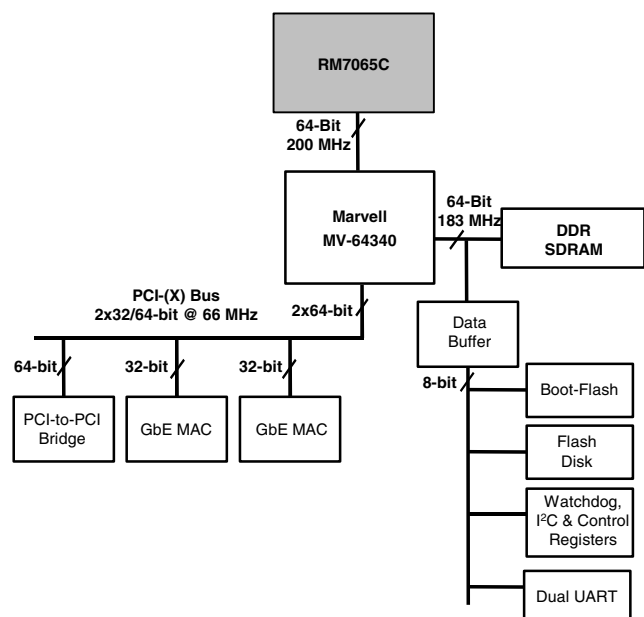 RM7065C
64-Bit
200 MHz
Marvell
MV-64340
64-Bit
183 MHz
DDR
SDRAM
PCI-(X) Bus
2x32/64-bit @ 66 MHz
2x64-bit
Data
Buffer
64-bit
32-bit
32-bit
8-bit
PCI-to-PCI
Bridge
GbE MAC
GbE MAC
Boot-Flash
Flash
Disk
Watchdog,
I²C & Control
Registers
Dual UART